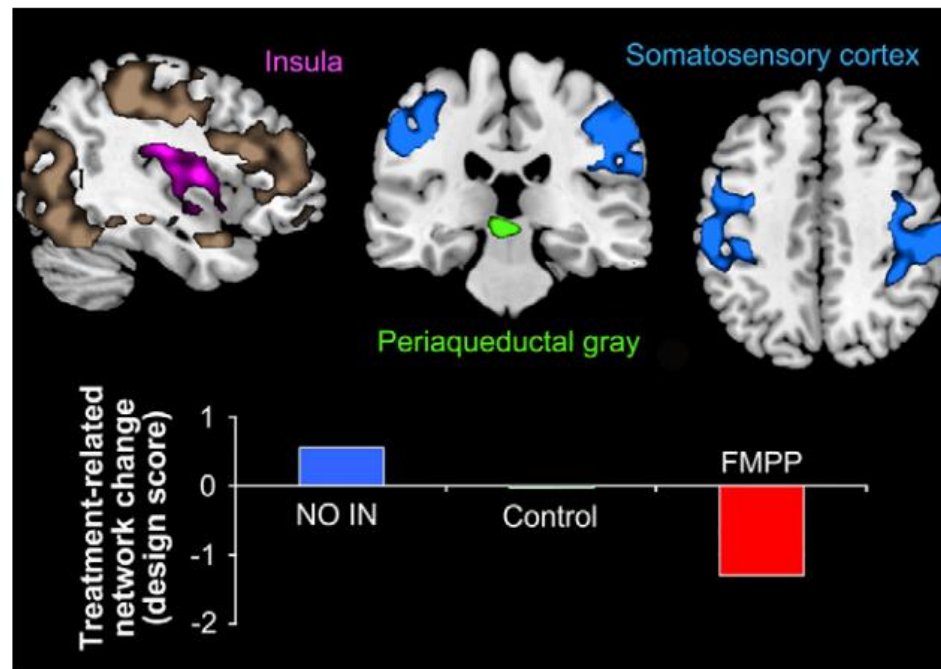 Insula
Somatosensory cortex
Periaqueductal gray
Treatment-related
network change
(design score)
1
0
-1
-2
NO IN
Control
FMPP